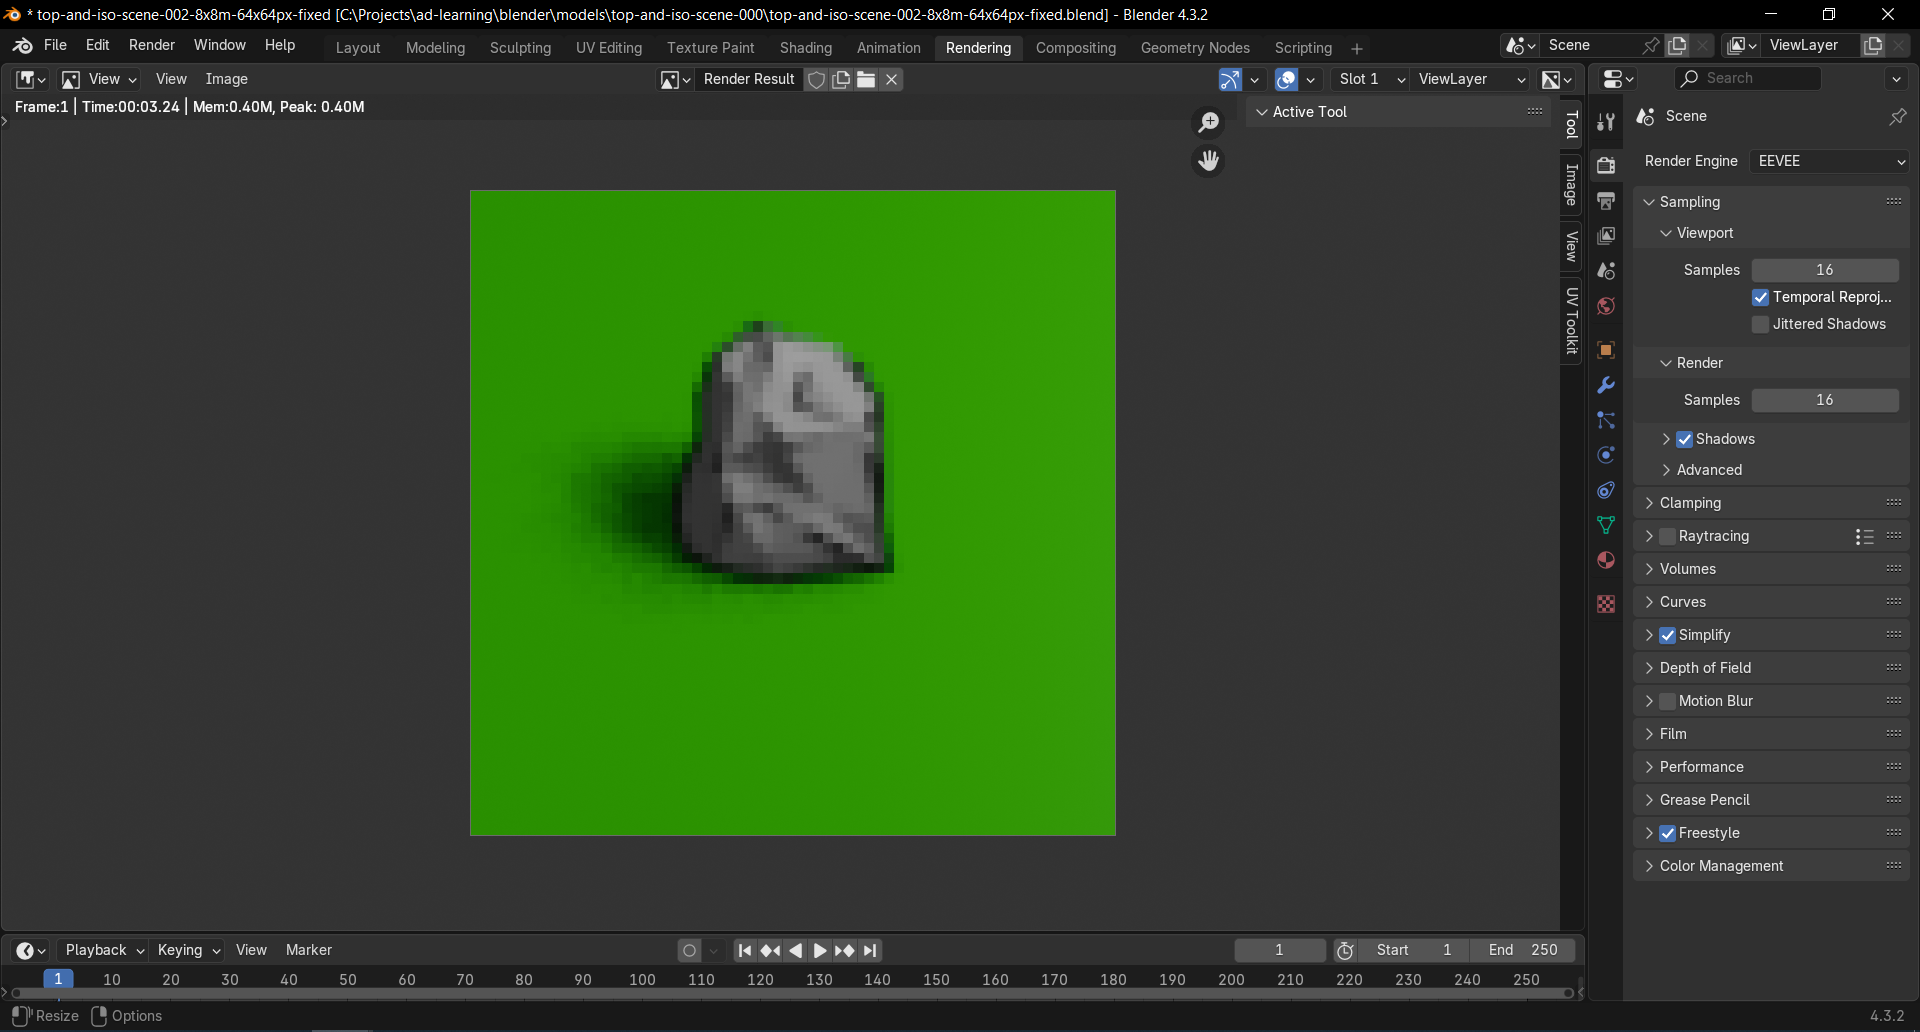 * top-and-iso-scene-002-8x8m-64x64px-fixed [C:\Projects\ad-learning\blender\models\top-and-iso-scene-000\top-and-iso-scene-002-8x8m-64x64px-fixed.blend] - Blender 4.3.2
File Edit Render Window Help Layout Modeling Sculpting UV Editing Texture Paint Shading Animation Rendering Compositing Geometry Nodes Scripting + Scene ViewLayer
View View Image Render Result Slot 1 ViewLayer Search
Frame:1 | Time:00:03.24 | Mem:0.40M, Peak: 0.40M
Active Tool
Tool
Image
View
UV Toolkit
Scene
Render Engine EEVEE
Sampling
Viewport
Samples 16
Temporal Reproj...
Jittered Shadows
Render
Samples 16
Shadows
Advanced
Clamping
Raytracing
Volumes
Curves
Simplify
Depth of Field
Motion Blur
Film
Performance
Grease Pencil
Freestyle
Color Management
Playback Keying View Marker 1 Start 1 End 250
1 10 20 30 40 50 60 70 80 90 100 110 120 130 140 150 160 170 180 190 200 210 220 230 240 250
Resize Options 4.3.2